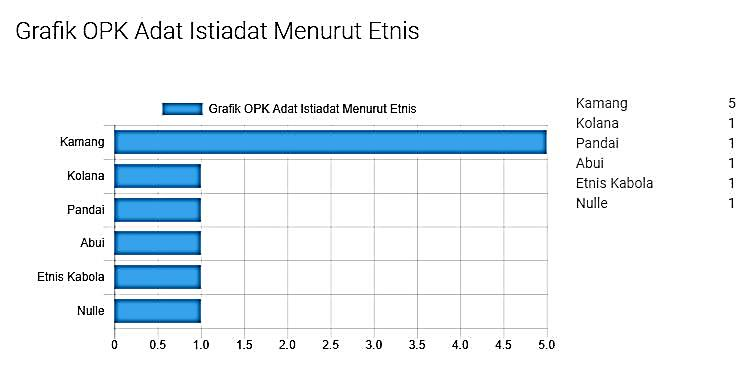 Grafik OPK Adat Istiadat Menurut Etnis
Grafik OPK Adat Istiadat Menurut Etnis
Kamang
Kolana
Pandai
Abui
Etnis Kabola
Nulle
0 0.5 1.0 1.5 2.0 2.5 3.0 3.5 4.0 4.5 5.0
Kamang 5
Kolana 1
Pandai 1
Abui 1
Etnis Kabola 1
Nulle 1